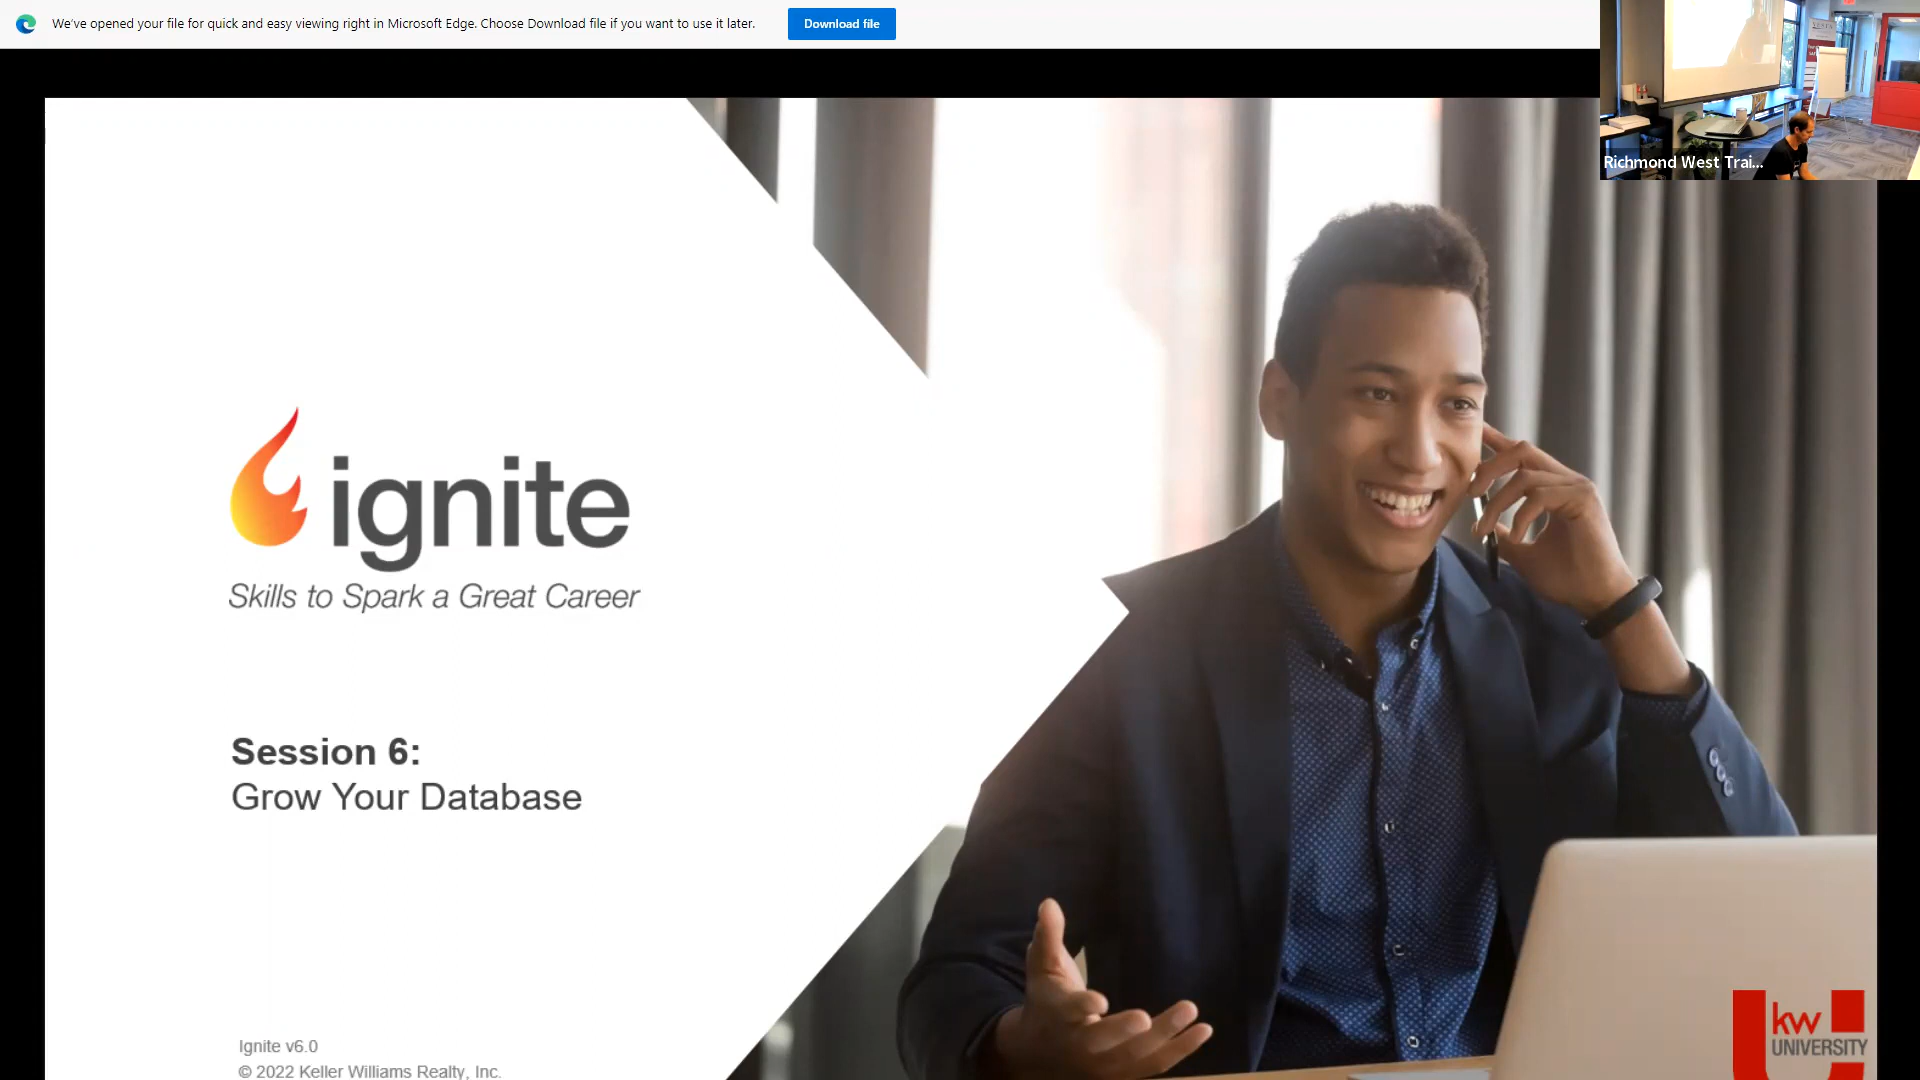 We've opened your file for quick and easy viewing right in Microsoft Edge. Choose Download file if you want to use it later.
Download file
Richmond West Trai...
ignite
Skills to Spark a Great Career
Session 6:
Grow Your Database
Ignite v6.0
© 2022 Keller Williams Realty, Inc.
kw
UNIVERSITY